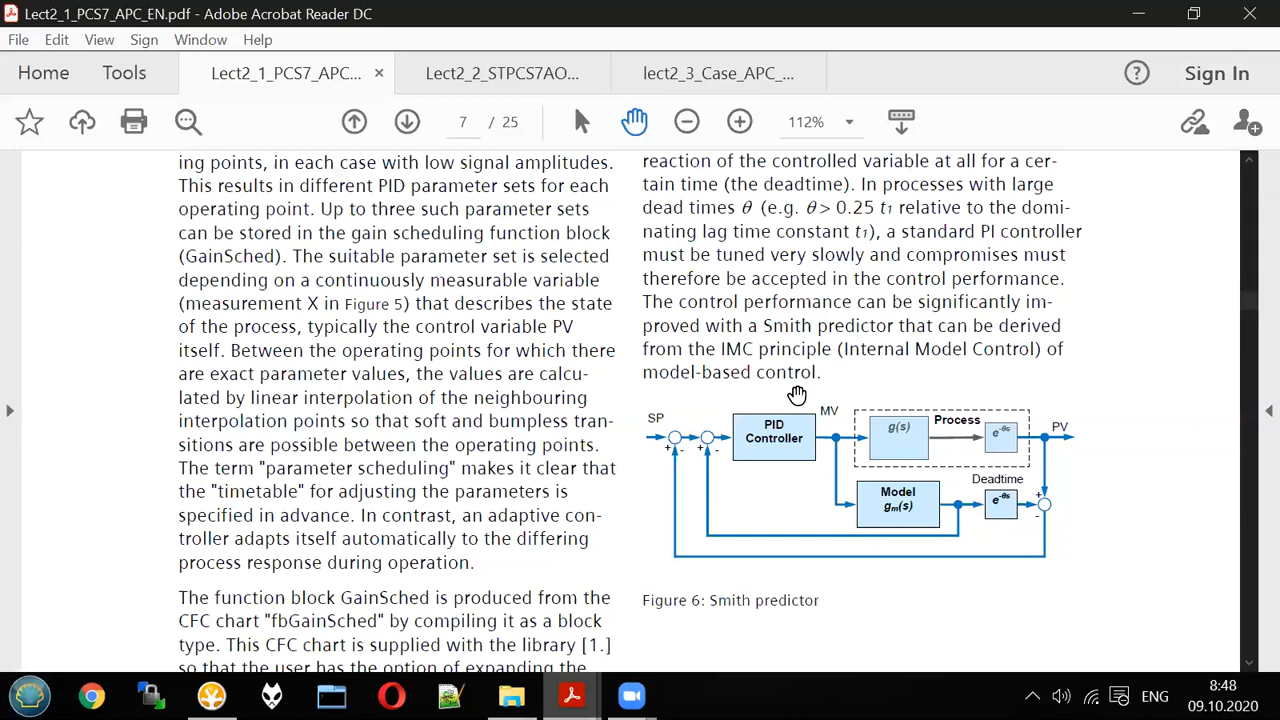 Lect2_1_PCS7_APC_EN.pdf - Adobe Acrobat Reader DC
File Edit View Sign Window Help
Home Tools Lect2_1_PCS7_APC... × Lect2_2_STPCS7AO... lect2_3_Case_APC_... Sign In
7 / 25 112%
ing points, in each case with low signal amplitudes.
This results in different PID parameter sets for each
operating point. Up to three such parameter sets
can be stored in the gain scheduling function block
(GainSched). The suitable parameter set is selected
depending on a continuously measurable variable
(measurement X in Figure 5) that describes the state
of the process, typically the control variable PV
itself. Between the operating points for which there
are exact parameter values, the values are calcu-
lated by linear interpolation of the neighbouring
interpolation points so that soft and bumpless tran-
sitions are possible between the operating points.
The term "parameter scheduling" makes it clear that
the "timetable" for adjusting the parameters is
specified in advance. In contrast, an adaptive con-
troller adapts itself automatically to the differing
process response during operation.
The function block GainSched is produced from the
CFC chart "fbGainSched" by compiling it as a block
type. This CFC chart is supplied with the library [1.]
so that the user has the option of expanding the
reaction of the controlled variable at all for a cer-
tain time (the deadtime). In processes with large
dead times θ (e.g. θ > 0.25 t₁ relative to the domi-
nating lag time constant t₁), a standard PI controller
must be tuned very slowly and compromises must
therefore be accepted in the control performance.
The control performance can be significantly im-
proved with a Smith predictor that can be derived
from the IMC principle (Internal Model Control) of
model-based control.
SP
+ -
+ -
PID
Controller
MV
g(s)
Process
e^-θs
PV
Model
gₘ(s)
Deadtime
e^-θs
+
-
Figure 6: Smith predictor
ENG
8:48
09.10.2020